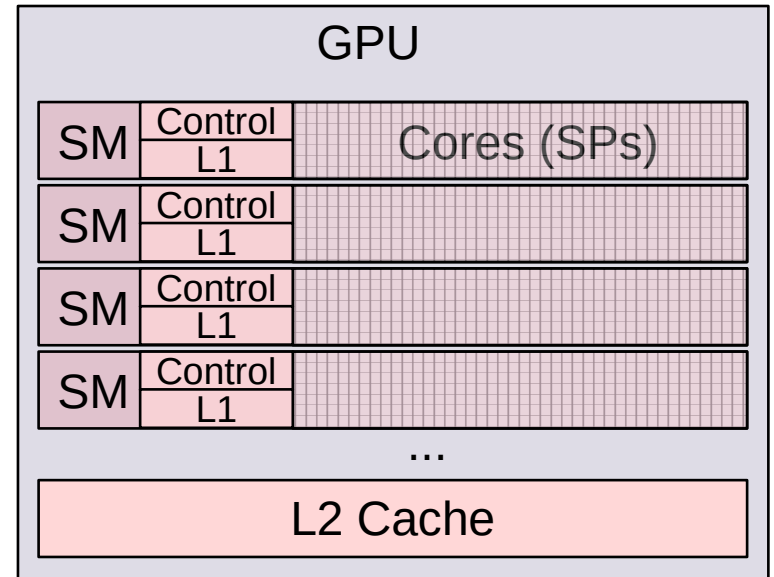 GPU
SM
Control
L1
Cores (SPs)
SM
Control
L1
SM
Control
L1
SM
Control
L1
...
L2 Cache